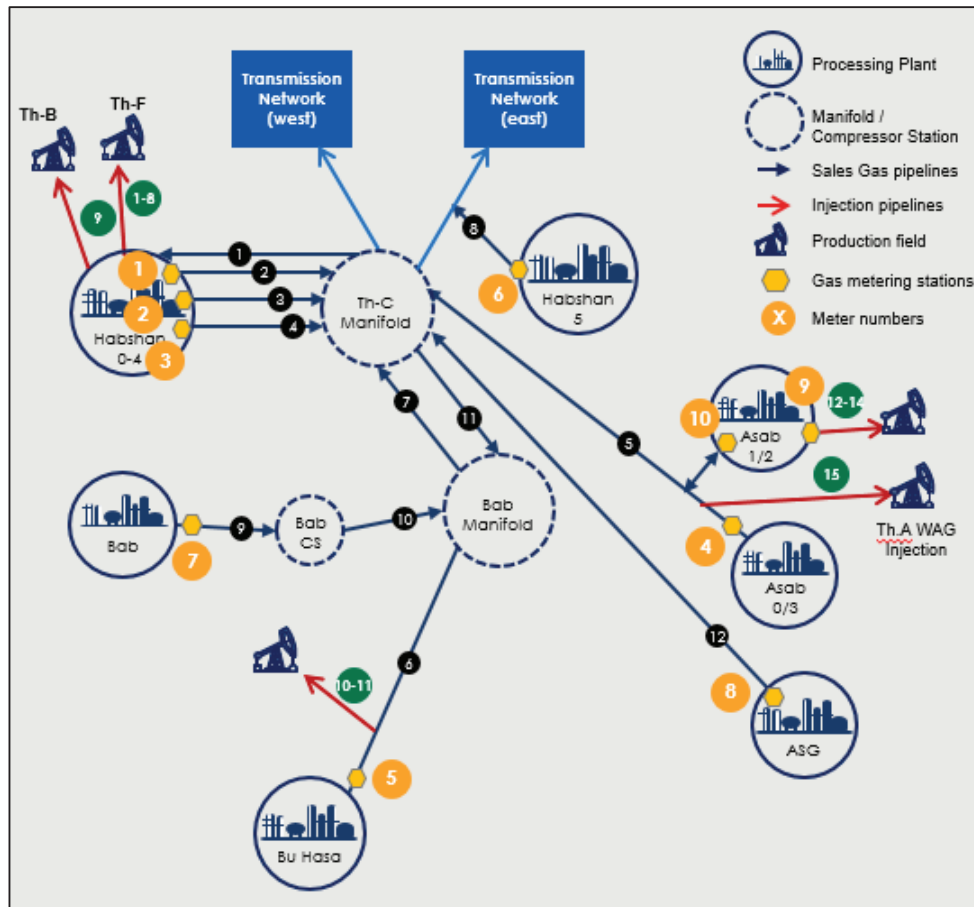 Transmission
Network
(west)
Transmission
Network
(east)
Processing Plant
Manifold /
Compressor Station
Sales Gas pipelines
Injection pipelines
Production field
Gas metering stations
X
Meter numbers
Th-B
Th-F
9
1-8
1
2
3
4
8
1
2
3
Habshan
0-4
Th-C
Manifold
6
Habshan
5
7
11
5
12
9
10
12-14
Asab
1/2
15
Th.A WAG
Injection
4
Asab
0/3
Bab
7
9
Bab
CS
10
Bab
Manifold
6
10-11
5
Bu Hasa
8
ASG